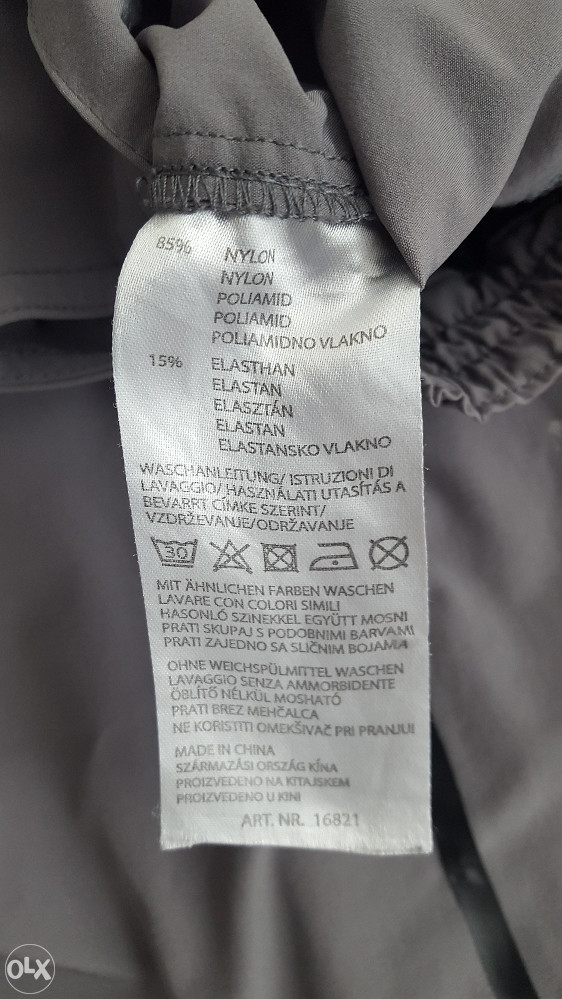 85% NYLON
NYLON
POLIAMID
POLIAMID
POLIAMIDNO VLAKNO
15% ELASTHAN
ELASTAN
ELASZTÁN
ELASTAN
ELASTANSKO VLAKNO
WASCHANLEITUNG/ ISTRUZIONI DI
LAVAGGIO/ HASZNÁLATI UTASÍTÁS A
BEVARRT CÍMKE SZERINT/
VZDRŽEVANJE/ODRŽAVANJE
30
MIT ÄHNLICHEN FARBEN WASCHEN
LAVARE CON COLORI SIMILI
HASONLÓ SZINEKKEL EGYÜTT MOSNI
PRATI SKUPAJ S PODOBNIMI BARVAMI
PRATI ZAJEDNO SA SLIČNIM BOJAMA
OHNE WEICHSPÜLMITTEL WASCHEN
LAVAGGIO SENZA AMMORBIDENTE
ÖBLÍTŐ NÉLKÜL MOSHATÓ
PRATI BREZ MEHČALCA
NE KORISTITI OMEKŠIVAČ PRI PRANJU
MADE IN CHINA
SZÁRMAZÁSI ORSZÁG KÍNA
PROIZVEDENO NA KITAJSKEM
PROIZVEDENO U KINI
ART. NR. 16821
OLX